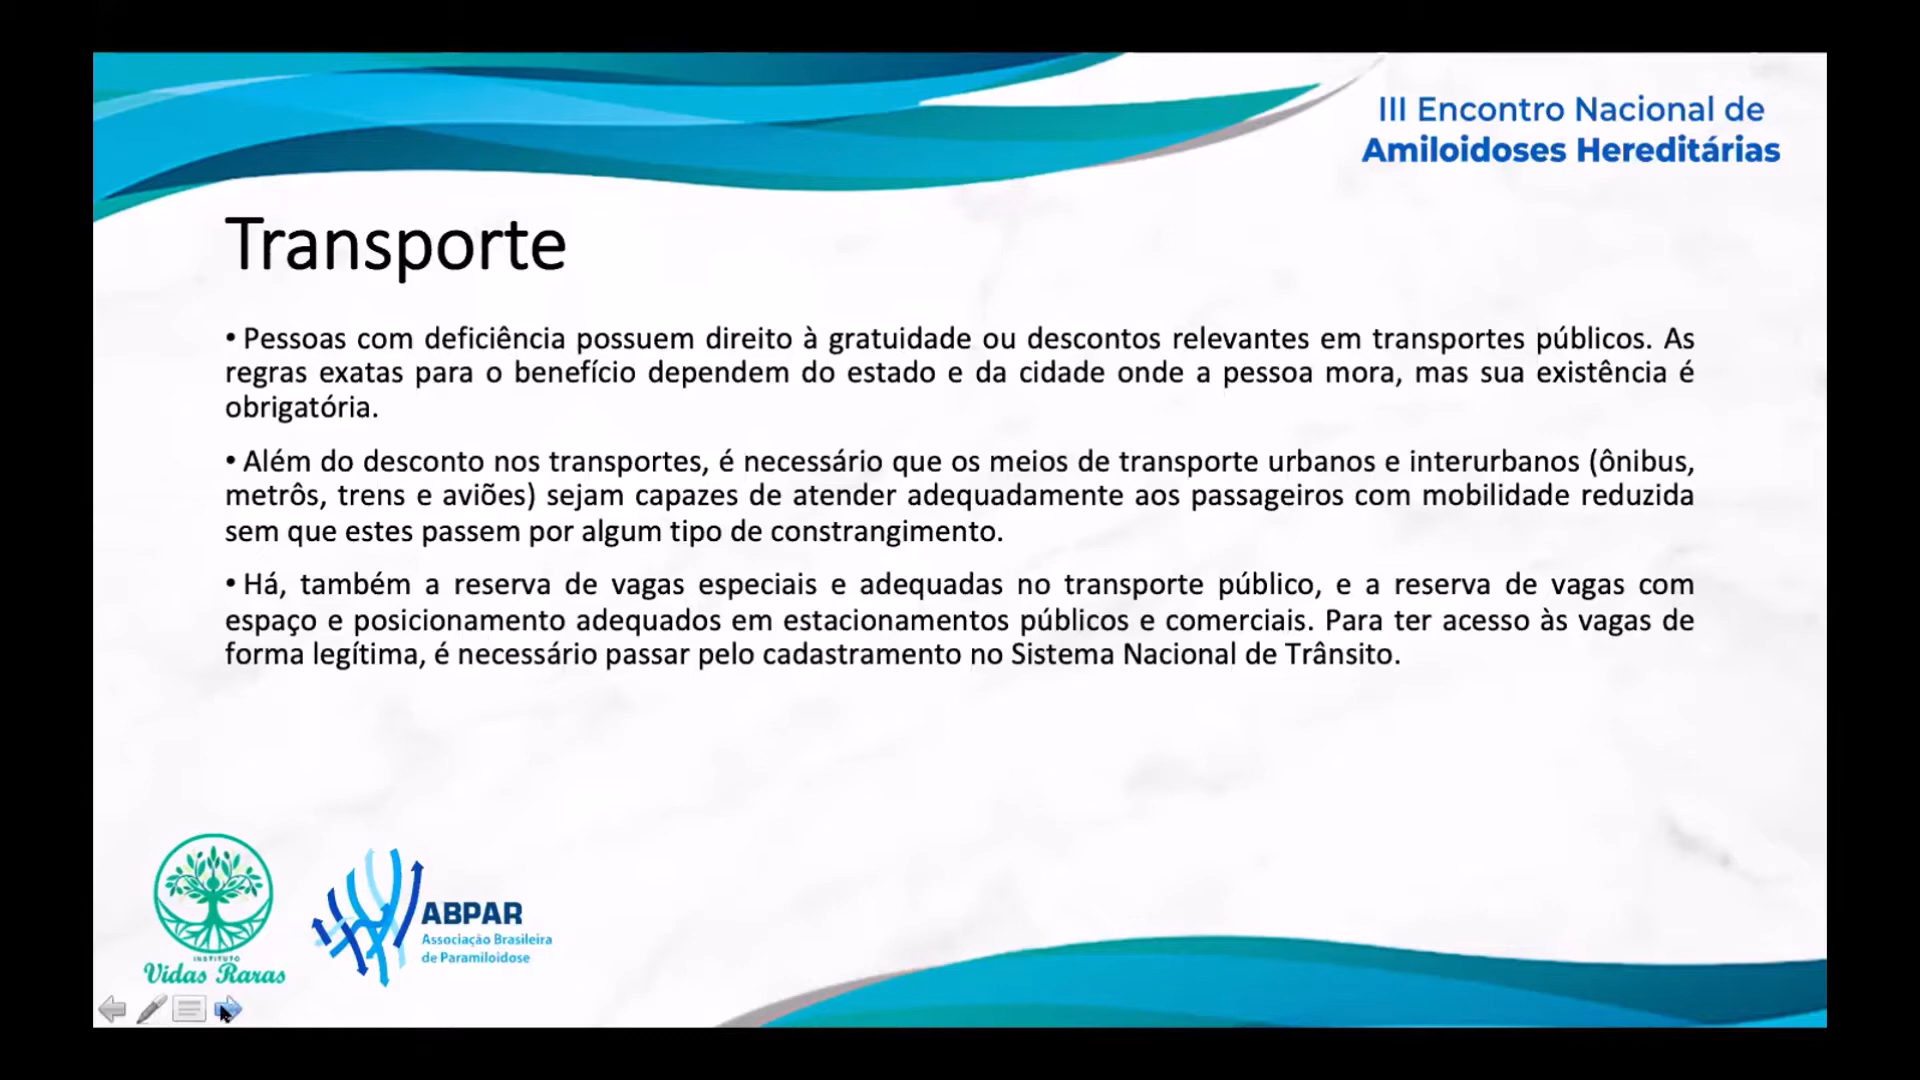 III Encontro Nacional de
Amiloidoses Hereditárias
Transporte
• Pessoas com deficiência possuem direito à gratuidade ou descontos relevantes em transportes públicos. As
regras exatas para o benefício dependem do estado e da cidade onde a pessoa mora, mas sua existência é
obrigatória.
• Além do desconto nos transportes, é necessário que os meios de transporte urbanos e interurbanos (ônibus,
metrôs, trens e aviões) sejam capazes de atender adequadamente aos passageiros com mobilidade reduzida
sem que estes passem por algum tipo de constrangimento.
• Há, também a reserva de vagas especiais e adequadas no transporte público, e a reserva de vagas com
espaço e posicionamento adequados em estacionamentos públicos e comerciais. Para ter acesso às vagas de
forma legítima, é necessário passar pelo cadastramento no Sistema Nacional de Trânsito.
INSTITUTO
Vidas Raras
ABPAR
Associação Brasileira
de Paramiloidose